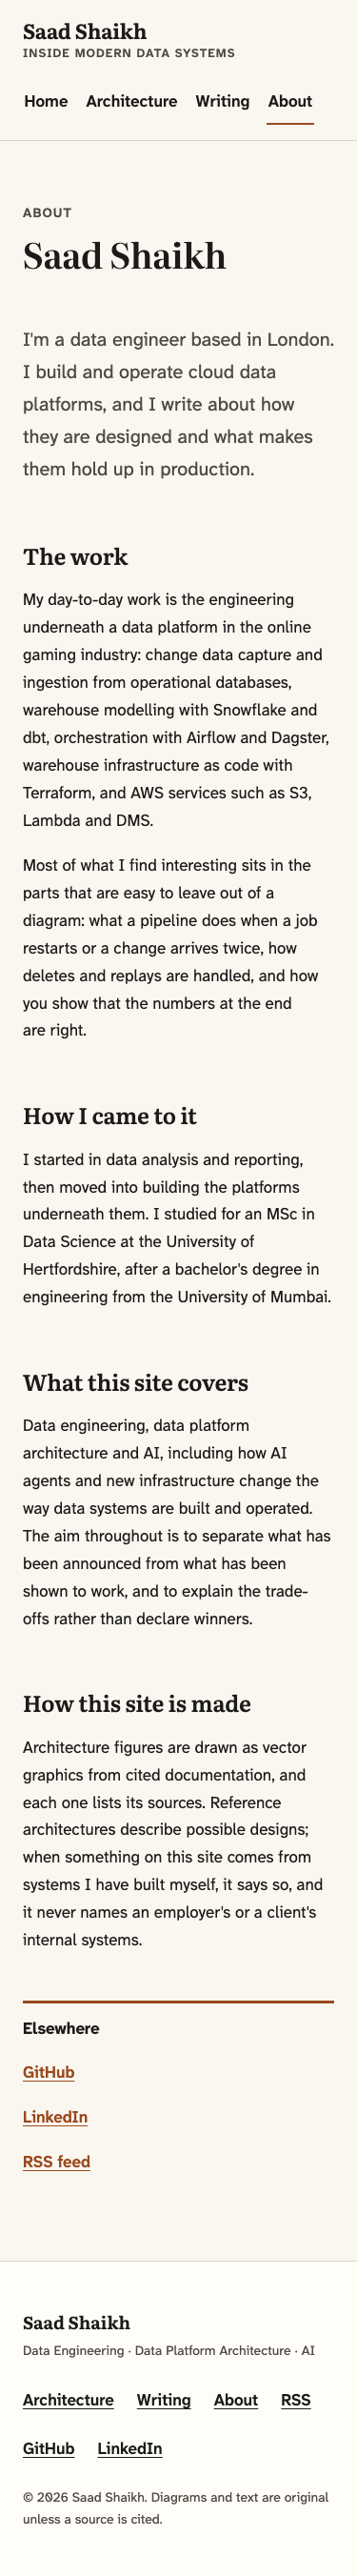 Saad Shaikh
INSIDE MODERN DATA SYSTEMS
Home Architecture Writing About
ABOUT
Saad Shaikh
I'm a data engineer based in London.
I build and operate cloud data
platforms, and I write about how
they are designed and what makes
them hold up in production.
The work
My day-to-day work is the engineering
underneath a data platform in the online
gaming industry: change data capture and
ingestion from operational databases,
warehouse modelling with Snowflake and
dbt, orchestration with Airflow and Dagster,
warehouse infrastructure as code with
Terraform, and AWS services such as S3,
Lambda and DMS.
Most of what I find interesting sits in the
parts that are easy to leave out of a
diagram: what a pipeline does when a job
restarts or a change arrives twice, how
deletes and replays are handled, and how
you show that the numbers at the end
are right.
How I came to it
I started in data analysis and reporting,
then moved into building the platforms
underneath them. I studied for an MSc in
Data Science at the University of
Hertfordshire, after a bachelor's degree in
engineering from the University of Mumbai.
What this site covers
Data engineering, data platform
architecture and AI, including how AI
agents and new infrastructure change the
way data systems are built and operated.
The aim throughout is to separate what has
been announced from what has been
shown to work, and to explain the trade-
offs rather than declare winners.
How this site is made
Architecture figures are drawn as vector
graphics from cited documentation, and
each one lists its sources. Reference
architectures describe possible designs;
when something on this site comes from
systems I have built myself, it says so, and
it never names an employer's or a client's
internal systems.
Elsewhere
GitHub
LinkedIn
RSS feed
Saad Shaikh
Data Engineering · Data Platform Architecture · AI
Architecture Writing About RSS
GitHub LinkedIn
© 2026 Saad Shaikh. Diagrams and text are original
unless a source is cited.